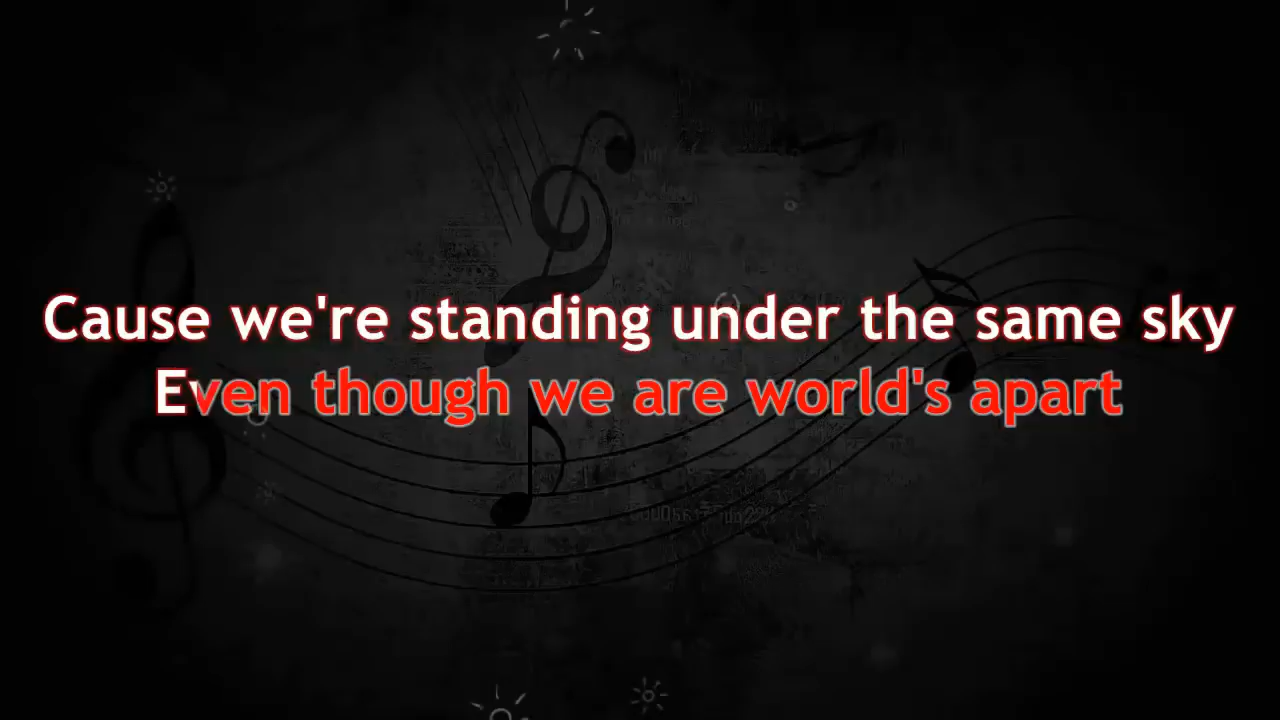 Cause we're standing under the same sky
Even though we are world's apart